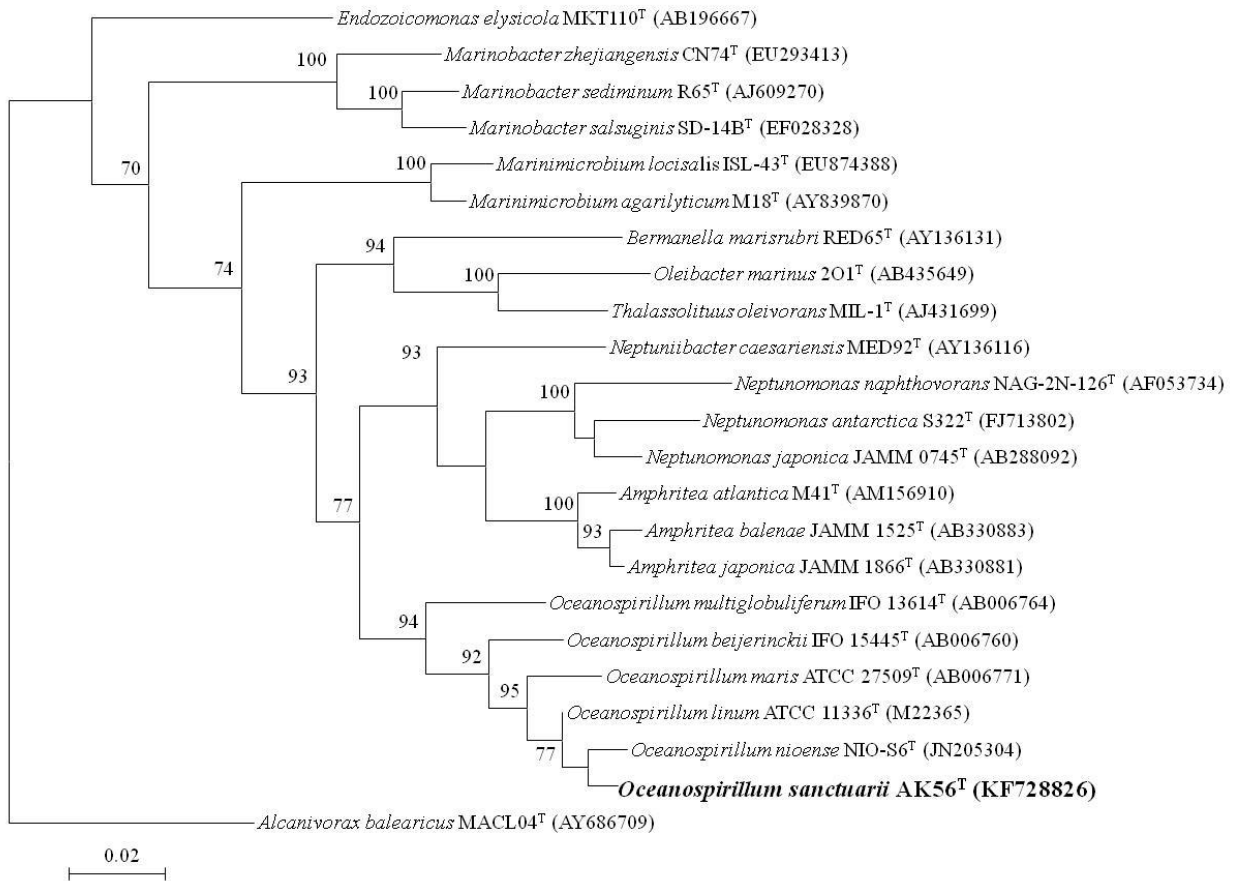 Endozoicomonas elysicola MKT110ᵀ (AB196667)
Marinobacter zhejiangensis CN74ᵀ (EU293413)
100
Marinobacter sediminum R65ᵀ (AJ609270)
100
Marinobacter salsuginis SD-14Bᵀ (EF028328)
70
Marinimicrobium locisalis ISL-43ᵀ (EU874388)
100
Marinimicrobium agarilyticum M18ᵀ (AY839870)
Bermanella marisrubri RED65ᵀ (AY136131)
94
74
Oleibacter marinus 2O1ᵀ (AB435649)
100
Thalassolituus oleivorans MIL-1ᵀ (AJ431699)
93
Neptuniibacter caesariensis MED92ᵀ (AY136116)
93
Neptunomonas naphthovorans NAG-2N-126ᵀ (AF053734)
100
Neptunomonas antarctica S322ᵀ (FJ713802)
Neptunomonas japonica JAMM 0745ᵀ (AB288092)
Amphritea atlantica M41ᵀ (AM156910)
100
77
Amphritea balenae JAMM 1525ᵀ (AB330883)
93
Amphritea japonica JAMM 1866ᵀ (AB330881)
Oceanospirillum multiglobuliferum IFO 13614ᵀ (AB006764)
94
Oceanospirillum beijerinckii IFO 15445ᵀ (AB006760)
92
Oceanospirillum maris ATCC 27509ᵀ (AB006771)
95
Oceanospirillum linum ATCC 11336ᵀ (M22365)
Oceanospirillum nioense NIO-S6ᵀ (JN205304)
77
Oceanospirillum sanctuarii AK56ᵀ (KF728826)
Alcanivorax balearicus MACL04ᵀ (AY686709)
0.02